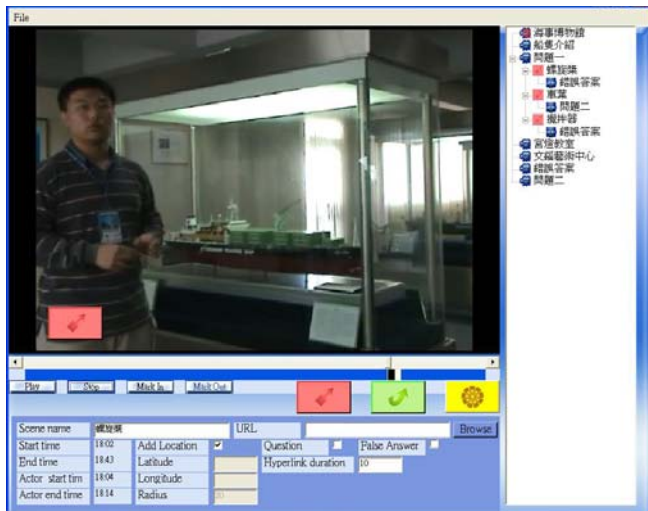 File
海事博物館
船隻介紹
問題一
螺旋槳
錯誤答案
車葉
問題二
攪拌器
錯誤答案
宮燈教室
文錙藝術中心
錯誤答案
問題二
Play Stop Mark In Mark Out
Scene name 螺旋槳 URL Browse
Start time 18:02 Add Location Question False Answer
End time 18:43 Latitude Hyperlink duration 10
Actor start tim 18:04 Longitude
Actor end time 18:14 Radius